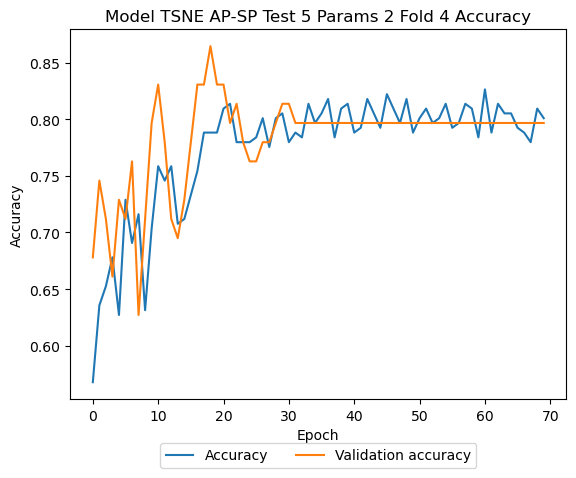 Model TSNE AP-SP Test 5 Params 2 Fold 4 Accuracy
0.85
0.80
0.75
0.70
0.65
0.60
Accuracy
0 10 20 30 40 50 60 70
Epoch
Accuracy Validation accuracy